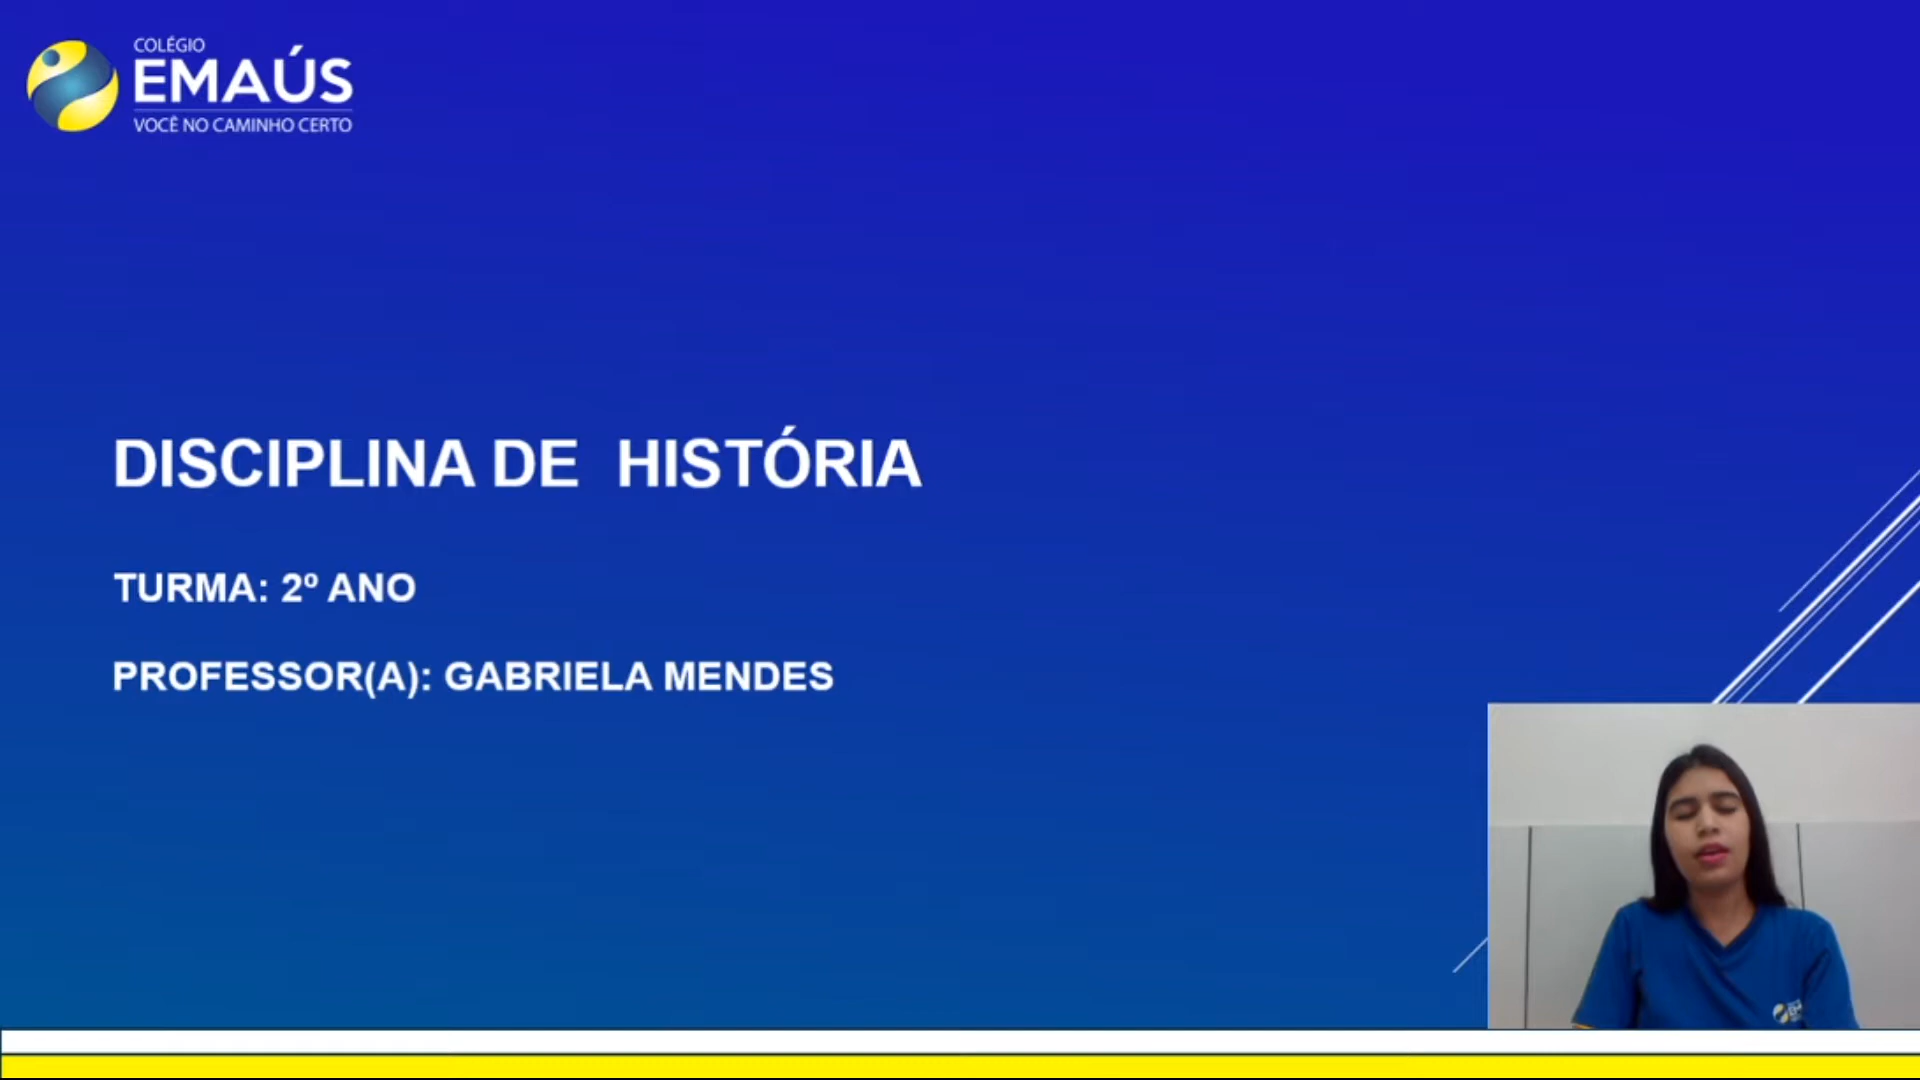 COLÉGIO
EMAÚS
VOCÊ NO CAMINHO CERTO
DISCIPLINA DE HISTÓRIA
TURMA: 2º ANO
PROFESSOR(A): GABRIELA MENDES